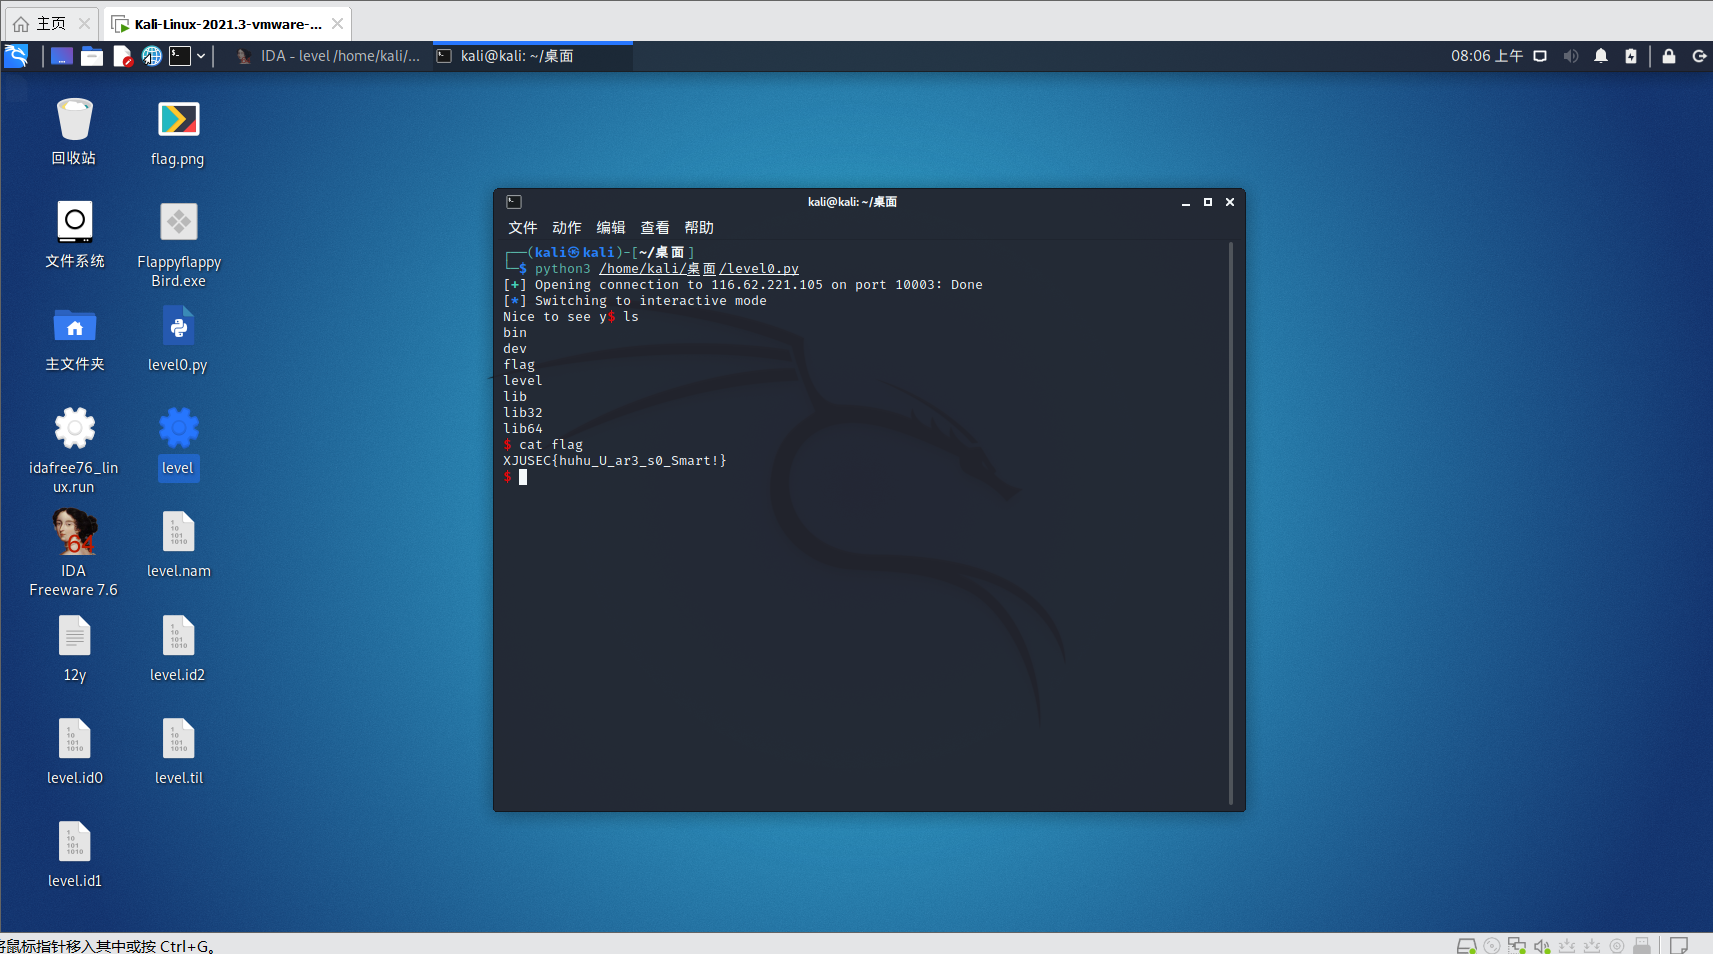 主页
Kali-Linux-2021.3-vmware-...
IDA - level /home/kali/...
kali@kali: ~/桌面
08:06 上午
回收站
flag.png
文件系统
Flappyflappy
Bird.exe
主文件夹
level0.py
idafree76_lin
ux.run
level
IDA
Freeware 7.6
level.nam
12y
level.id2
level.id0
level.til
level.id1
kali@kali: ~/桌面
文件 动作 编辑 查看 帮助
┌──(kali㉿kali)-[~/桌面]
└─$ python3 /home/kali/桌面/level0.py
[+] Opening connection to 116.62.221.105 on port 10003: Done
[*] Switching to interactive mode
Nice to see y$ ls
bin
dev
flag
level
lib
lib32
lib64
$ cat flag
XJUSEC{huhu_U_ar3_s0_Smart!}
$
鼠标指针移入其中或按 Ctrl+G。